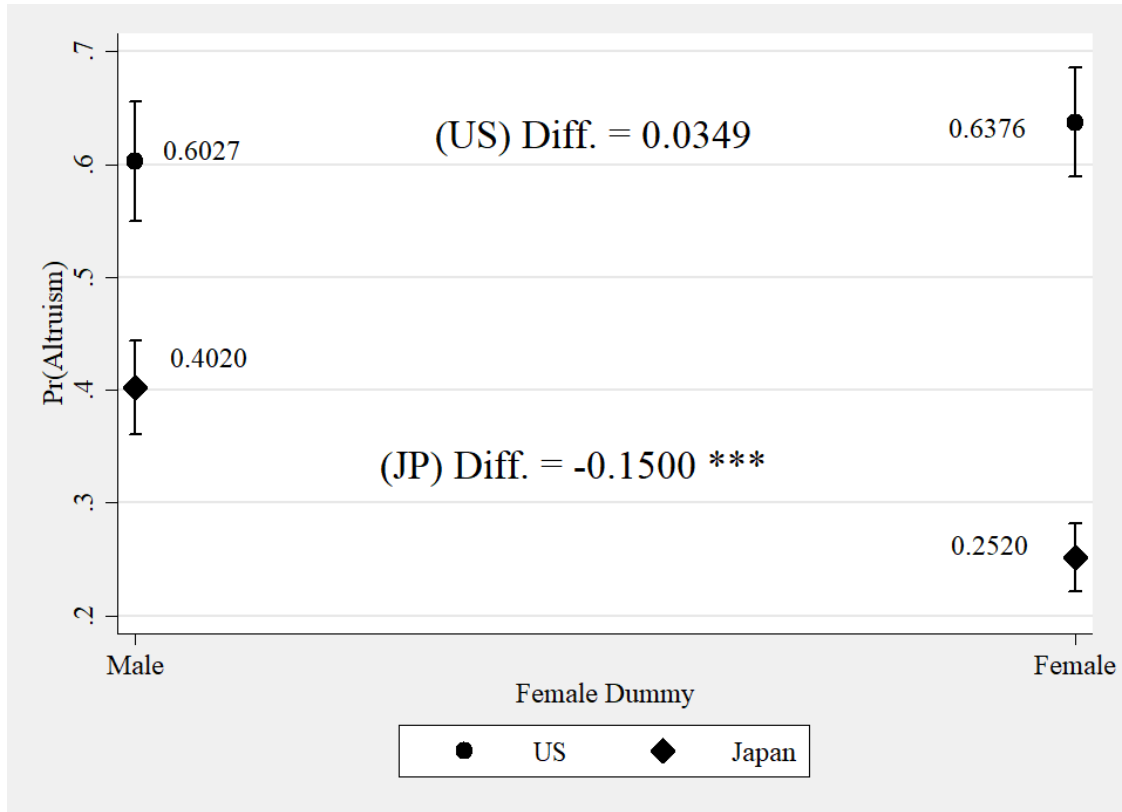 .7
(US) Diff. = 0.0349
0.6027
0.6376
.6
.5
Pr(Altruism)
0.4020
.4
(JP) Diff. = -0.1500 ***
.3
0.2520
.2
Male
Female
Female Dummy
US
Japan